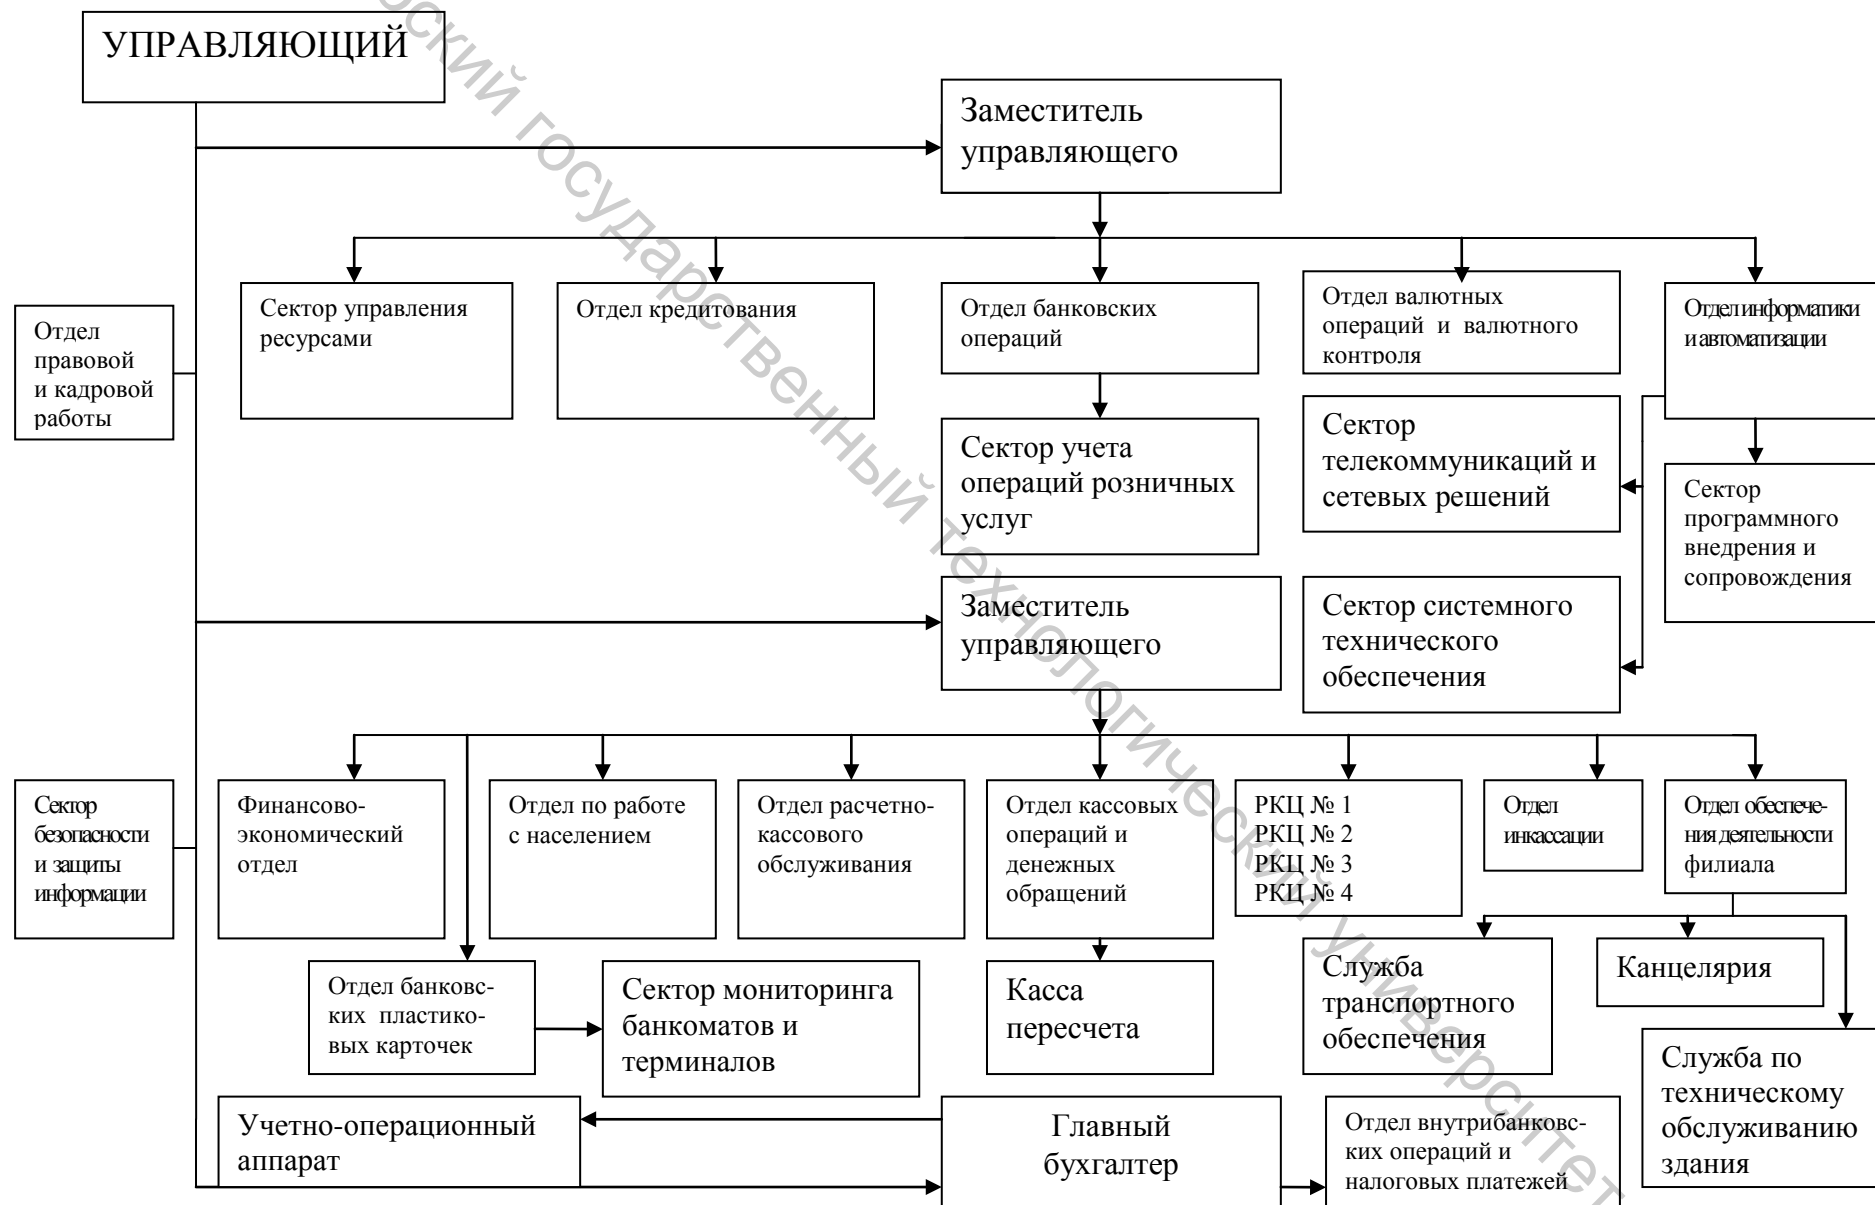 УПРАВЛЯЮЩИЙ
Заместитель
управляющего
Сектор управления
ресурсами
Отдел кредитования
Отдел банковских
операций
Отдел валютных
операций и валютного
контроля
Отдел информатики
и автоматизации
Отдел
правовой
и кадровой
работы
Сектор учета
операций розничных
услуг
Сектор
телекоммуникаций и
сетевых решений
Сектор
программного
внедрения и
сопровождения
Заместитель
управляющего
Сектор системного
технического
обеспечения
Сектор
безопасности
и защиты
информации
Финансово-
экономический
отдел
Отдел по работе
с населением
Отдел расчетно-
кассового
обслуживания
Отдел кассовых
операций и
денежных
обращений
РКЦ № 1
РКЦ № 2
РКЦ № 3
РКЦ № 4
Отдел
инкассации
Отдел обеспече-
ния деятельности
филиала
Отдел банковс-
ких пластико-
вых карточек
Сектор мониторинга
банкоматов и
терминалов
Касса
пересчета
Служба
транспортного
обеспечения
Канцелярия
Служба по
техническому
обслуживанию
здания
Учетно-операционный
аппарат
Главный
бухгалтер
Отдел внутрибанковс-
ких операций и
налоговых платежей
государственный технологический университет